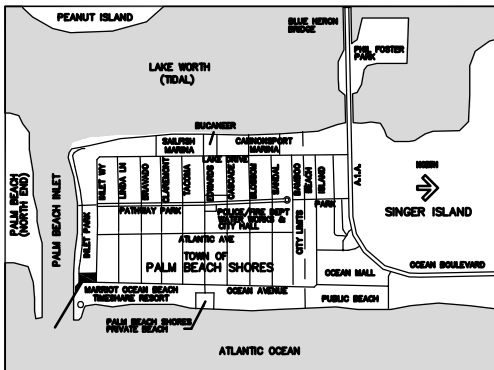 PEANUT ISLAND
BLUE HERON
BRIDGE
PHIL FOSTER
PARK
LAKE WORTH
(TIDAL)
BUCANEER
SAILFISH
MARINA
CANNONSPORT
MARINA
LAKE DRIVE
INLET WY
LINDA LN
BRAVADO
CLAREMONT
TACOMA
EDWARDS
CASCADE
BLOSSOM
SANDAL
BAMBOO
BEACH
ISLAND
A.1.A.
PALM BEACH
(NORTH END)
PALM BEACH INLET
INLET PARK
PATHWAY PARK
PARK
POLICE/FIRE DEPT
WATER WORKS &
CITY HALL
SINGER ISLAND
ATLANTIC AVE
CITY LIMITS
TOWN OF
PALM BEACH SHORES
OCEAN BOULEVARD
OCEAN MALL
MARRIOT OCEAN BEACH
TIMESHARE RESORT
OCEAN AVENUE
PUBLIC BEACH
PALM BEACH SHORES
PRIVATE BEACH
ATLANTIC OCEAN